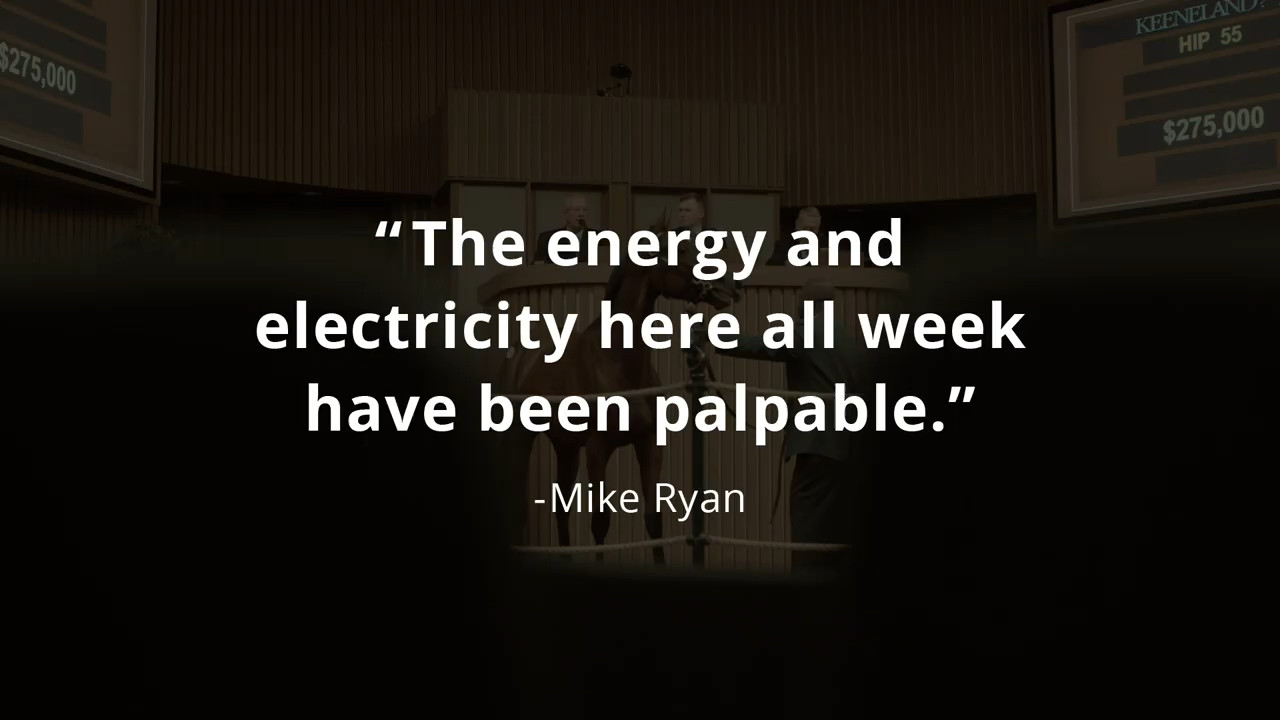 $275,000
KEENELAND
HIP 55
$275,000
“The energy and
electricity here all week
have been palpable.”
-Mike Ryan